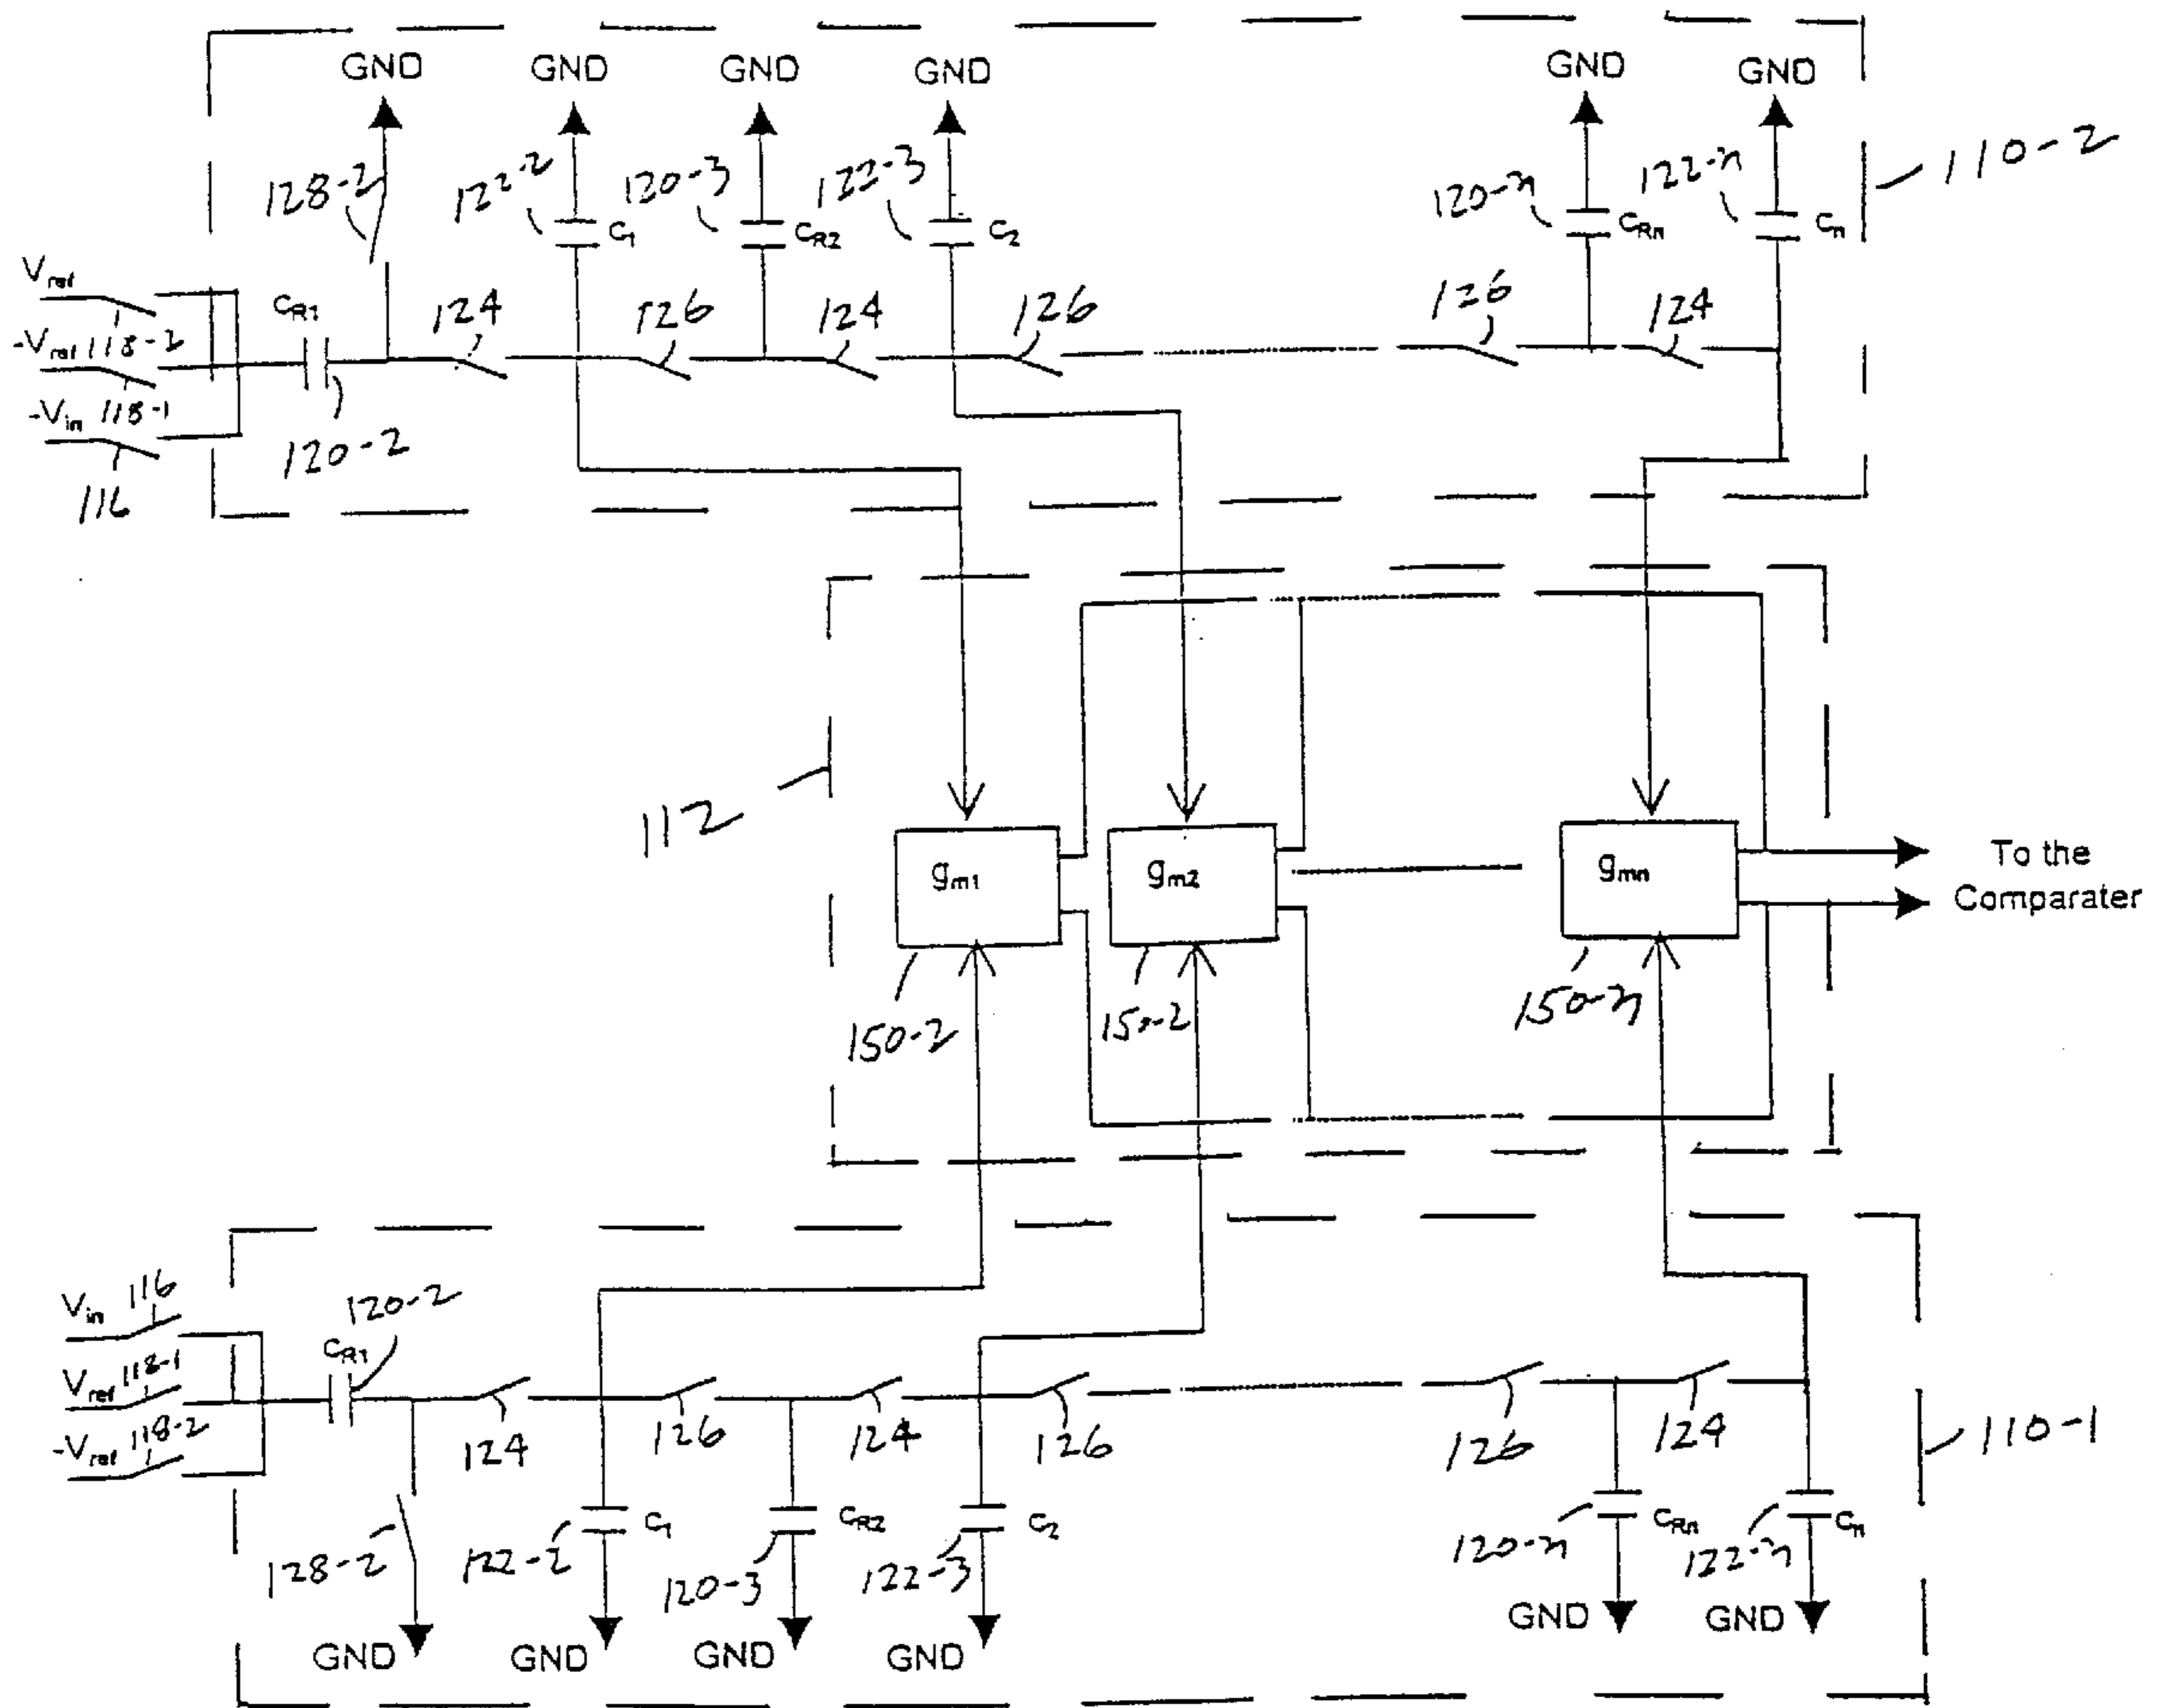 GND GND GND GND GND GND
128-2 122-2 120-3 122-3 120-n 122-n 110-2
C1 CR2 C2 CRn Cn
Vref
CR1 124 126 124 126 126 124
-Vref 118-2
-Vin 118-1
120-2
116
112
gm1 gm2 gmn
To the
Comparater
150-2 150-2 150-n
Vin 116 120-2
CR1
Vref 118-1
-Vref 118-2
124 126 124 126 126 124 110-1
C1 CR2 C2 CRn Cn
128-2 122-2 120-3 122-3 120-n 122-n
GND GND GND GND GND GND